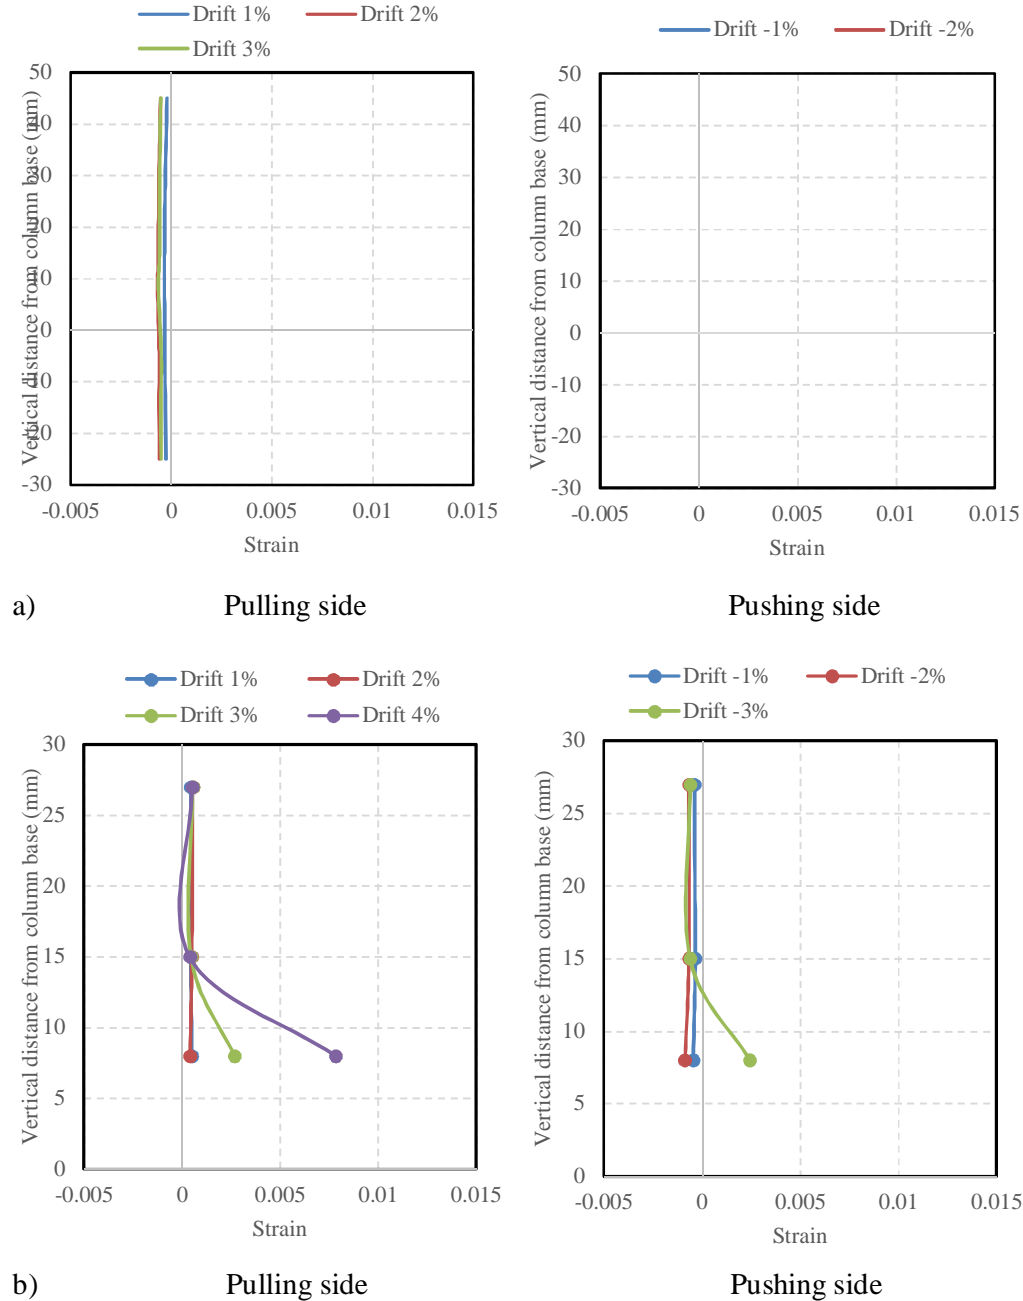 Drift 1% Drift 2%
Drift 3%
Vertical distance from column base (mm)
50
40
30
20
10
0
-10
-20
-30
-0.005 0 0.005 0.01 0.015
Strain
Drift -1% Drift -2%
Vertical distance from column base (mm)
50
40
30
20
10
0
-10
-20
-30
-0.005 0 0.005 0.01 0.015
Strain
a) Pulling side Pushing side
Drift 1% Drift 2%
Drift 3% Drift 4%
Vertical distance from column base (mm)
30
25
20
15
10
5
0
-0.005 0 0.005 0.01 0.015
Strain
Drift -1% Drift -2%
Drift -3%
Vertical distance from column base (mm)
30
25
20
15
10
5
0
-0.005 0 0.005 0.01 0.015
Strain
b) Pulling side Pushing side